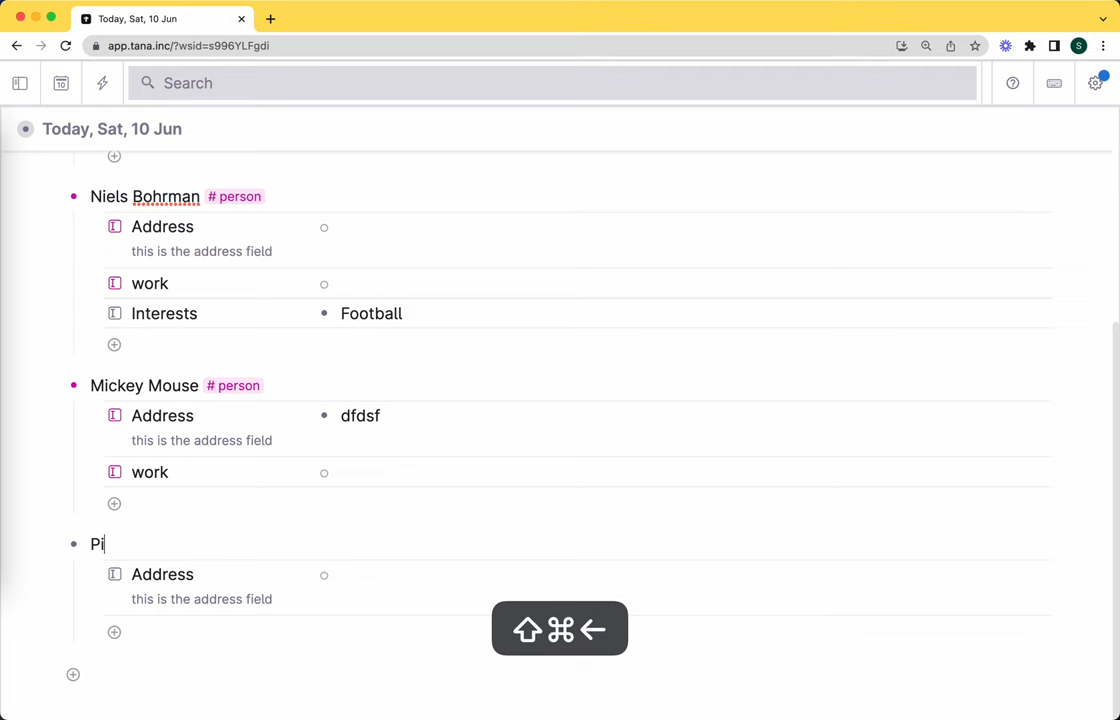 Today, Sat, 10 Jun
app.tana.inc/?wsid=s996YLFgdi
S
10
Search
Today, Sat, 10 Jun
Niels Bohrman # person
Address
this is the address field
work
Interests
Football
Mickey Mouse # person
Address
dfdsf
this is the address field
work
Pi
Address
this is the address field
⇧⌘←